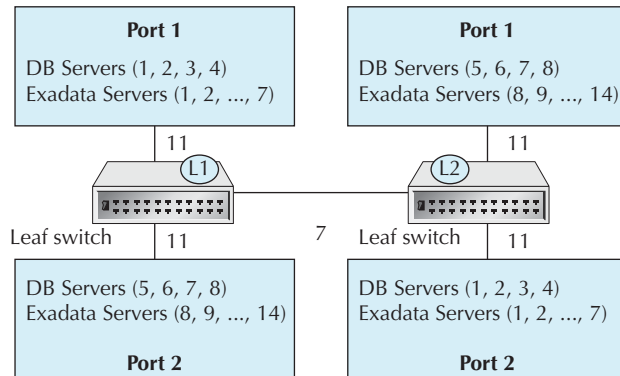 Port 1
DB Servers (1, 2, 3, 4)
Exadata Servers (1, 2, ..., 7)
Port 1
DB Servers (5, 6, 7, 8)
Exadata Servers (8, 9, ..., 14)
11
11
L1
L2
Leaf switch
11
7
Leaf switch
11
DB Servers (5, 6, 7, 8)
Exadata Servers (8, 9, ..., 14)
Port 2
DB Servers (1, 2, 3, 4)
Exadata Servers (1, 2, ..., 7)
Port 2